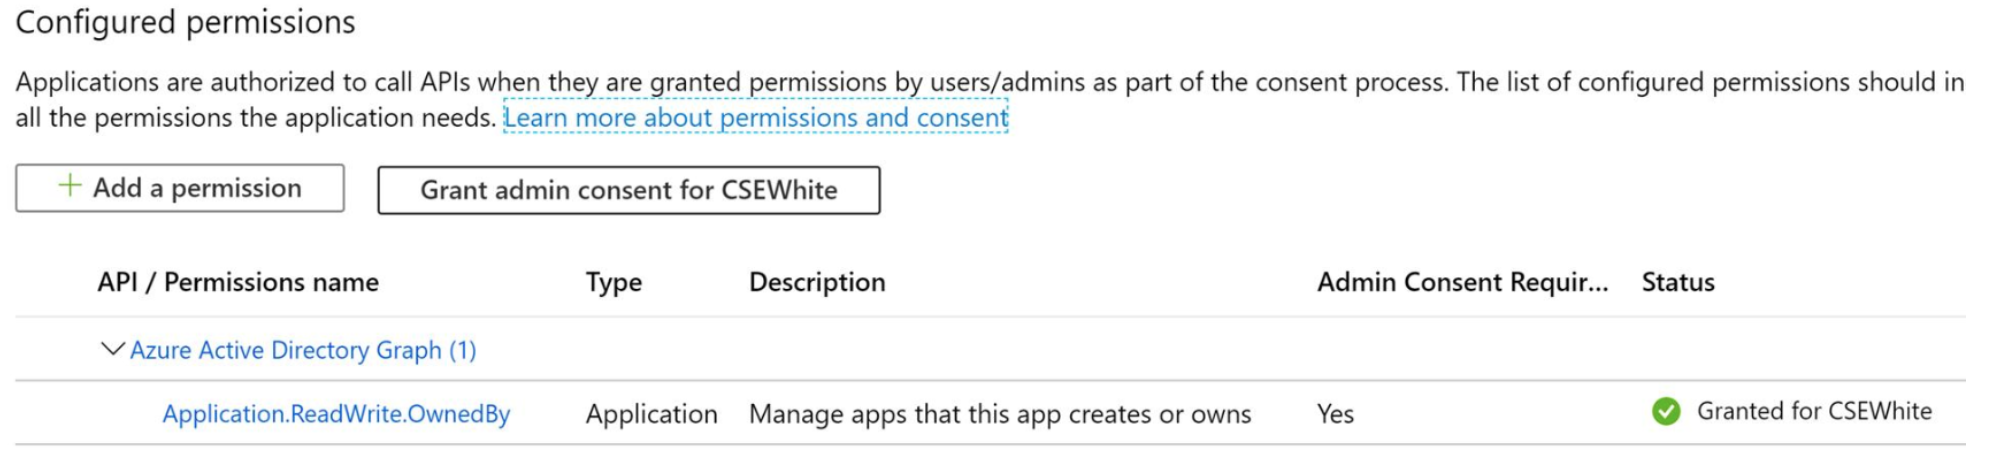 Configured permissions
Applications are authorized to call APIs when they are granted permissions by users/admins as part of the consent process. The list of configured permissions should in
all the permissions the application needs. Learn more about permissions and consent
+ Add a permission Grant admin consent for CSEWhite
API / Permissions name Type Description Admin Consent Requir... Status
Azure Active Directory Graph (1)
Application.ReadWrite.OwnedBy Application Manage apps that this app creates or owns Yes Granted for CSEWhite